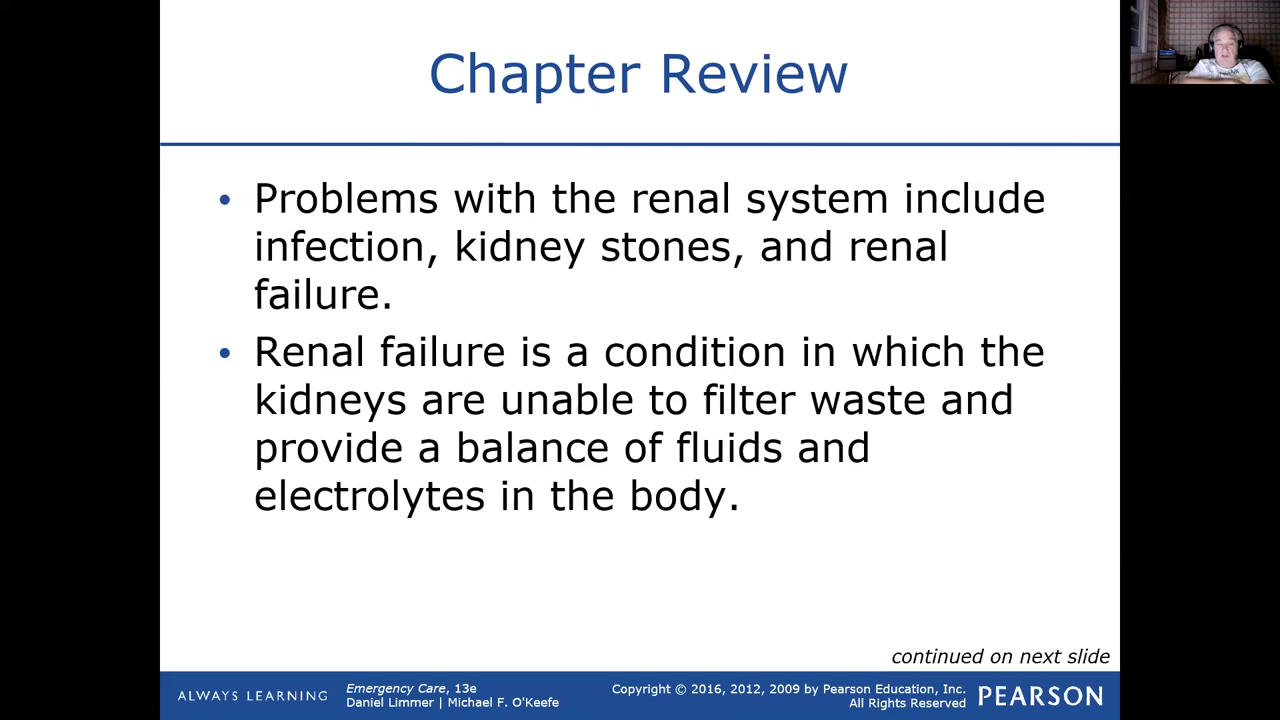 Chapter Review
• Problems with the renal system include
infection, kidney stones, and renal
failure.
• Renal failure is a condition in which the
kidneys are unable to filter waste and
provide a balance of fluids and
electrolytes in the body.
continued on next slide
ALWAYS LEARNING
Emergency Care, 13e
Daniel Limmer | Michael F. O'Keefe
Copyright © 2016, 2012, 2009 by Pearson Education, Inc.
All Rights Reserved
PEARSON